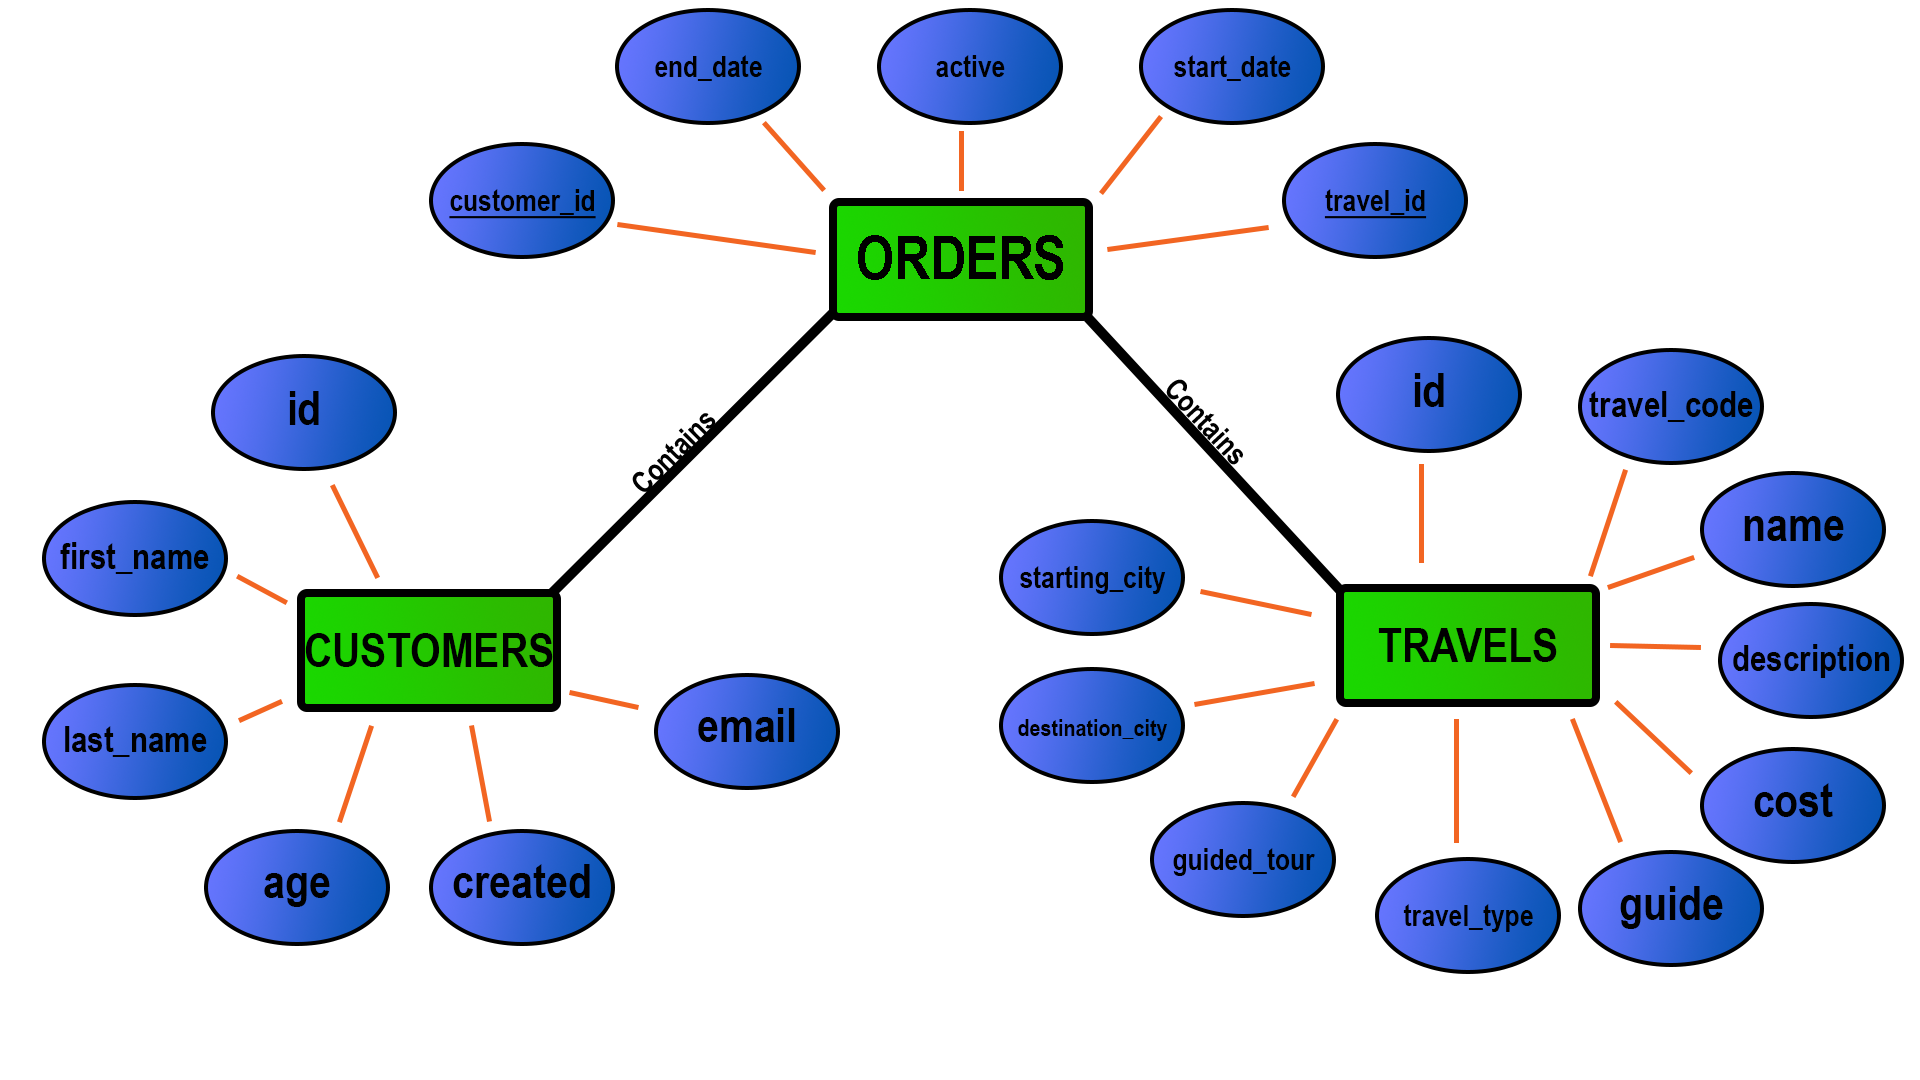 end_date
active
start_date
customer_id
travel_id
ORDERS
id
id
travel_code
Contains
Contains
first_name
name
starting_city
CUSTOMERS
TRAVELS
description
last_name
email
destination_city
cost
age
created
guided_tour
travel_type
guide